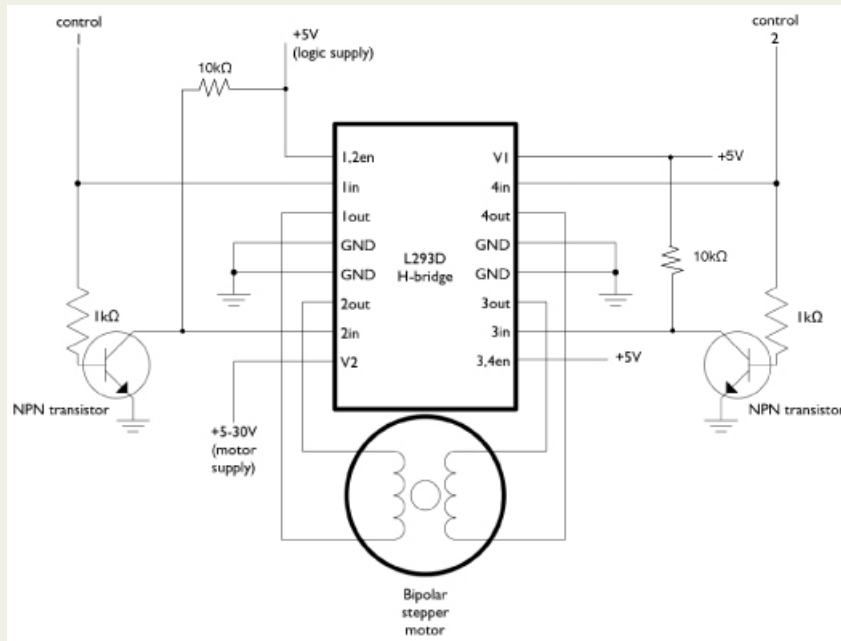 control
1
+5V
(logic supply)
10kΩ
control
2
1,2en
1in
1out
GND
GND
2out
2in
V2
L293D
H-bridge
V1
4in
4out
GND
GND
3out
3in
3,4en
+5V
10kΩ
+5V
1kΩ
NPN transistor
1kΩ
NPN transistor
+5-30V
(motor
supply)
Bipolar
stepper
motor